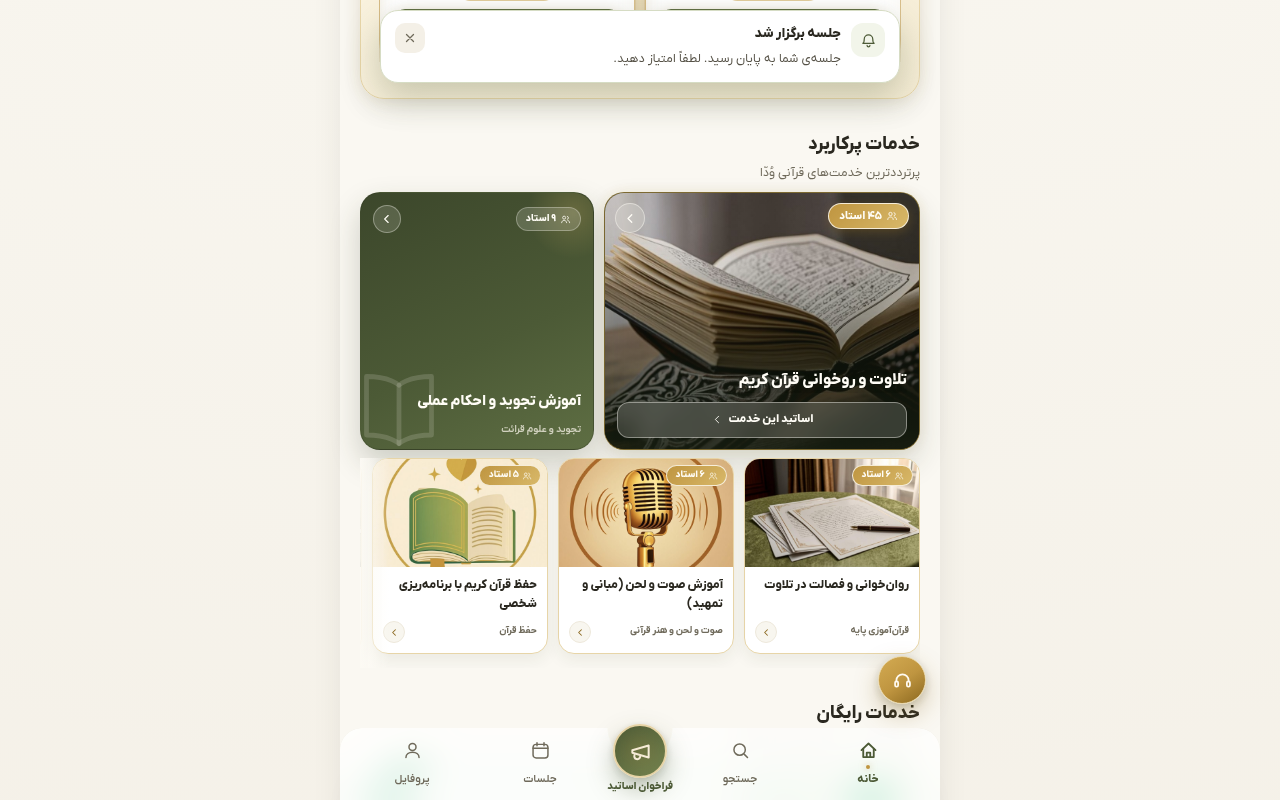 جلسه برگزار شد
جلسه‌ی شما به پایان رسید. لطفاً امتیاز دهید.
خدمات پرکاربرد
پرترددترین خدمت‌های قرآنی وُدّا
۴۵ استاد
تلاوت و روخوانی قرآن کریم
اساتید این خدمت
۹ استاد
آموزش تجوید و احکام عملی
تجوید و علوم قرائت
۶ استاد
روان‌خوانی و فصالت در تلاوت
قرآن‌آموزی پایه
۶ استاد
آموزش صوت و لحن (مبانی و
تمهید)
صوت و لحن و هنر قرآنی
۵ استاد
حفظ قرآن کریم با برنامه‌ریزی
شخصی
حفظ قرآن
خدمات رایگان
خانه
جستجو
فراخوان اساتید
جلسات
پروفایل